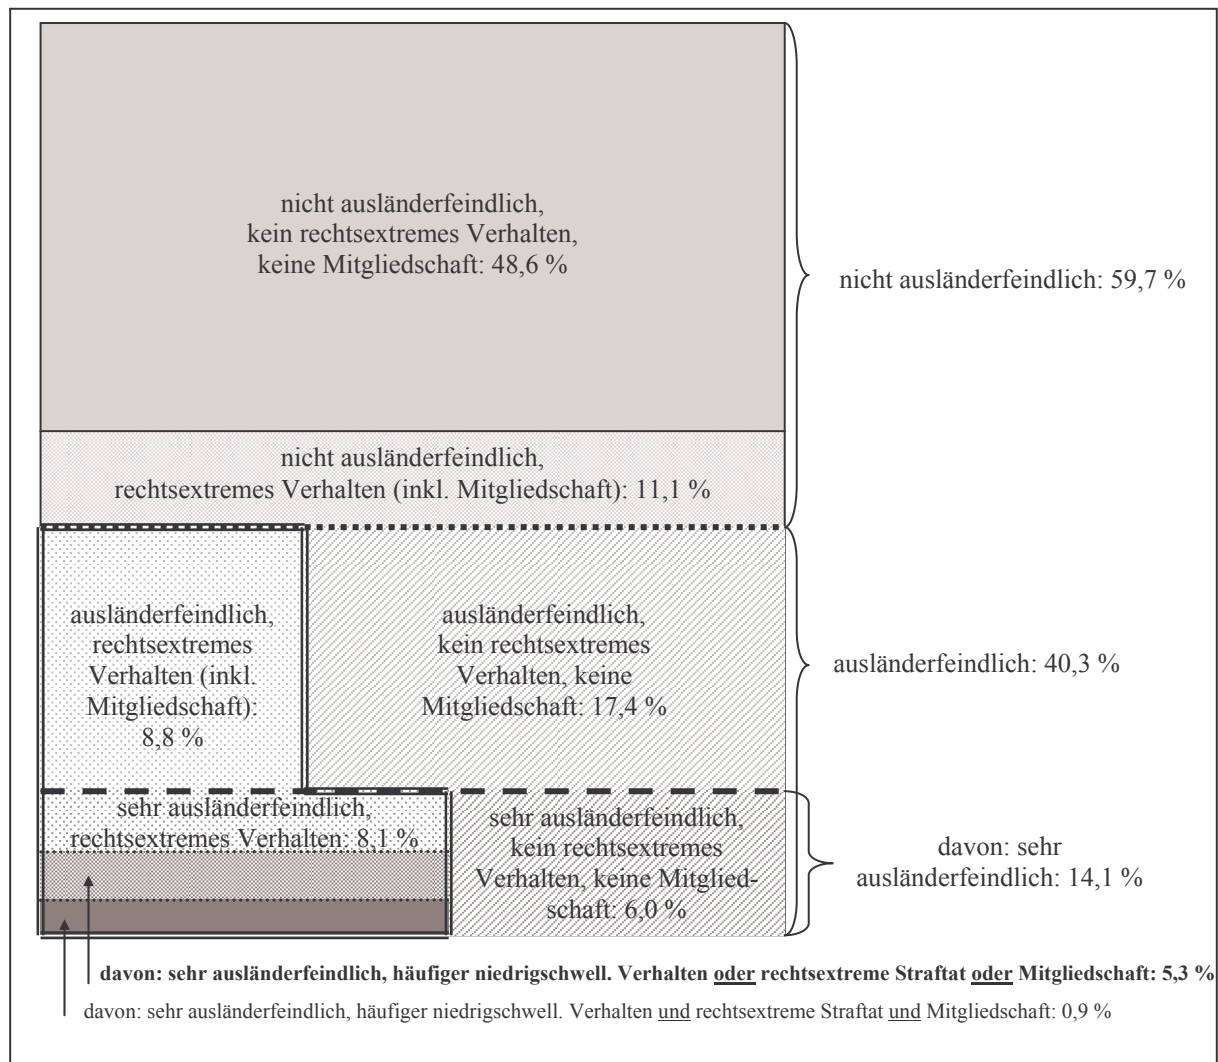 nicht ausländerfeindlich,
kein rechtsextremes Verhalten,
keine Mitgliedschaft: 48,6 %
nicht ausländerfeindlich: 59,7 %
nicht ausländerfeindlich,
rechtsextremes Verhalten (inkl. Mitgliedschaft): 11,1 %
ausländerfeindlich,
rechtsextremes
Verhalten (inkl.
Mitgliedschaft):
8,8 %
ausländerfeindlich,
kein rechtsextremes
Verhalten, keine
Mitgliedschaft: 17,4 %
ausländerfeindlich: 40,3 %
sehr ausländerfeindlich,
rechtsextremes Verhalten: 8,1 %
sehr ausländerfeindlich,
kein rechtsextremes
Verhalten, keine Mitglied-
schaft: 6,0 %
davon: sehr
ausländerfeindlich: 14,1 %
davon: sehr ausländerfeindlich, häufiger niedrigschwell. Verhalten oder rechtsextreme Straftat oder Mitgliedschaft: 5,3 %
davon: sehr ausländerfeindlich, häufiger niedrigschwell. Verhalten und rechtsextreme Straftat und Mitgliedschaft: 0,9 %